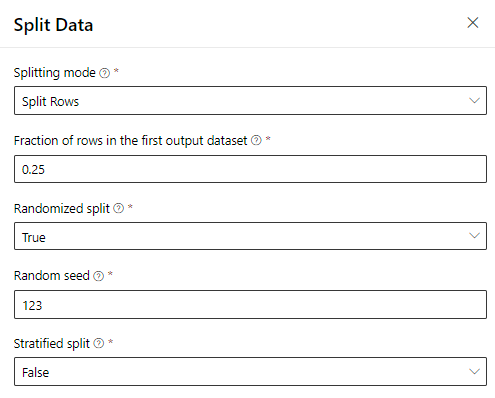 Split Data
Splitting mode ? *
Split Rows
Fraction of rows in the first output dataset ? *
0.25
Randomized split ? *
True
Random seed ? *
123
Stratified split ? *
False